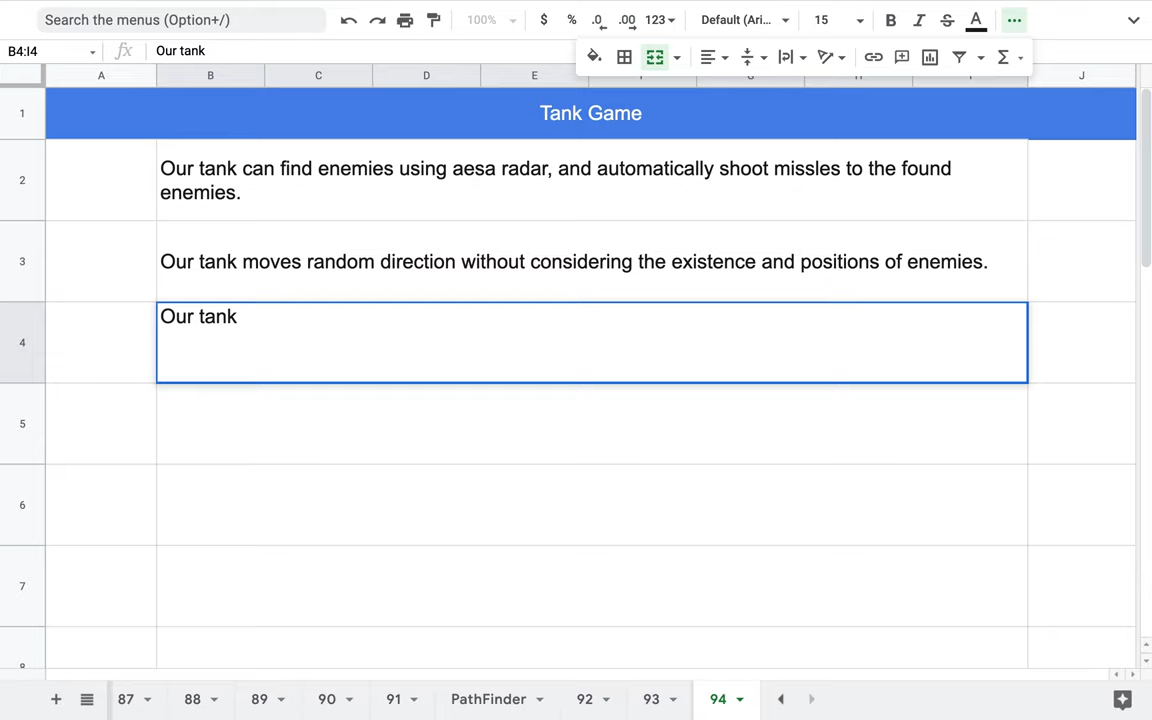 Search the menus (Option+/)
100% $ % .0 .00 123 Default (Ari... 15 B I S A
B4:I4 fx Our tank
A B C D E J
1 Tank Game
2 Our tank can find enemies using aesa radar, and automatically shoot missles to the found
enemies.
3 Our tank moves random direction without considering the existence and positions of enemies.
4 Our tank
5
6
7
8
+ 87 88 89 90 91 PathFinder 92 93 94